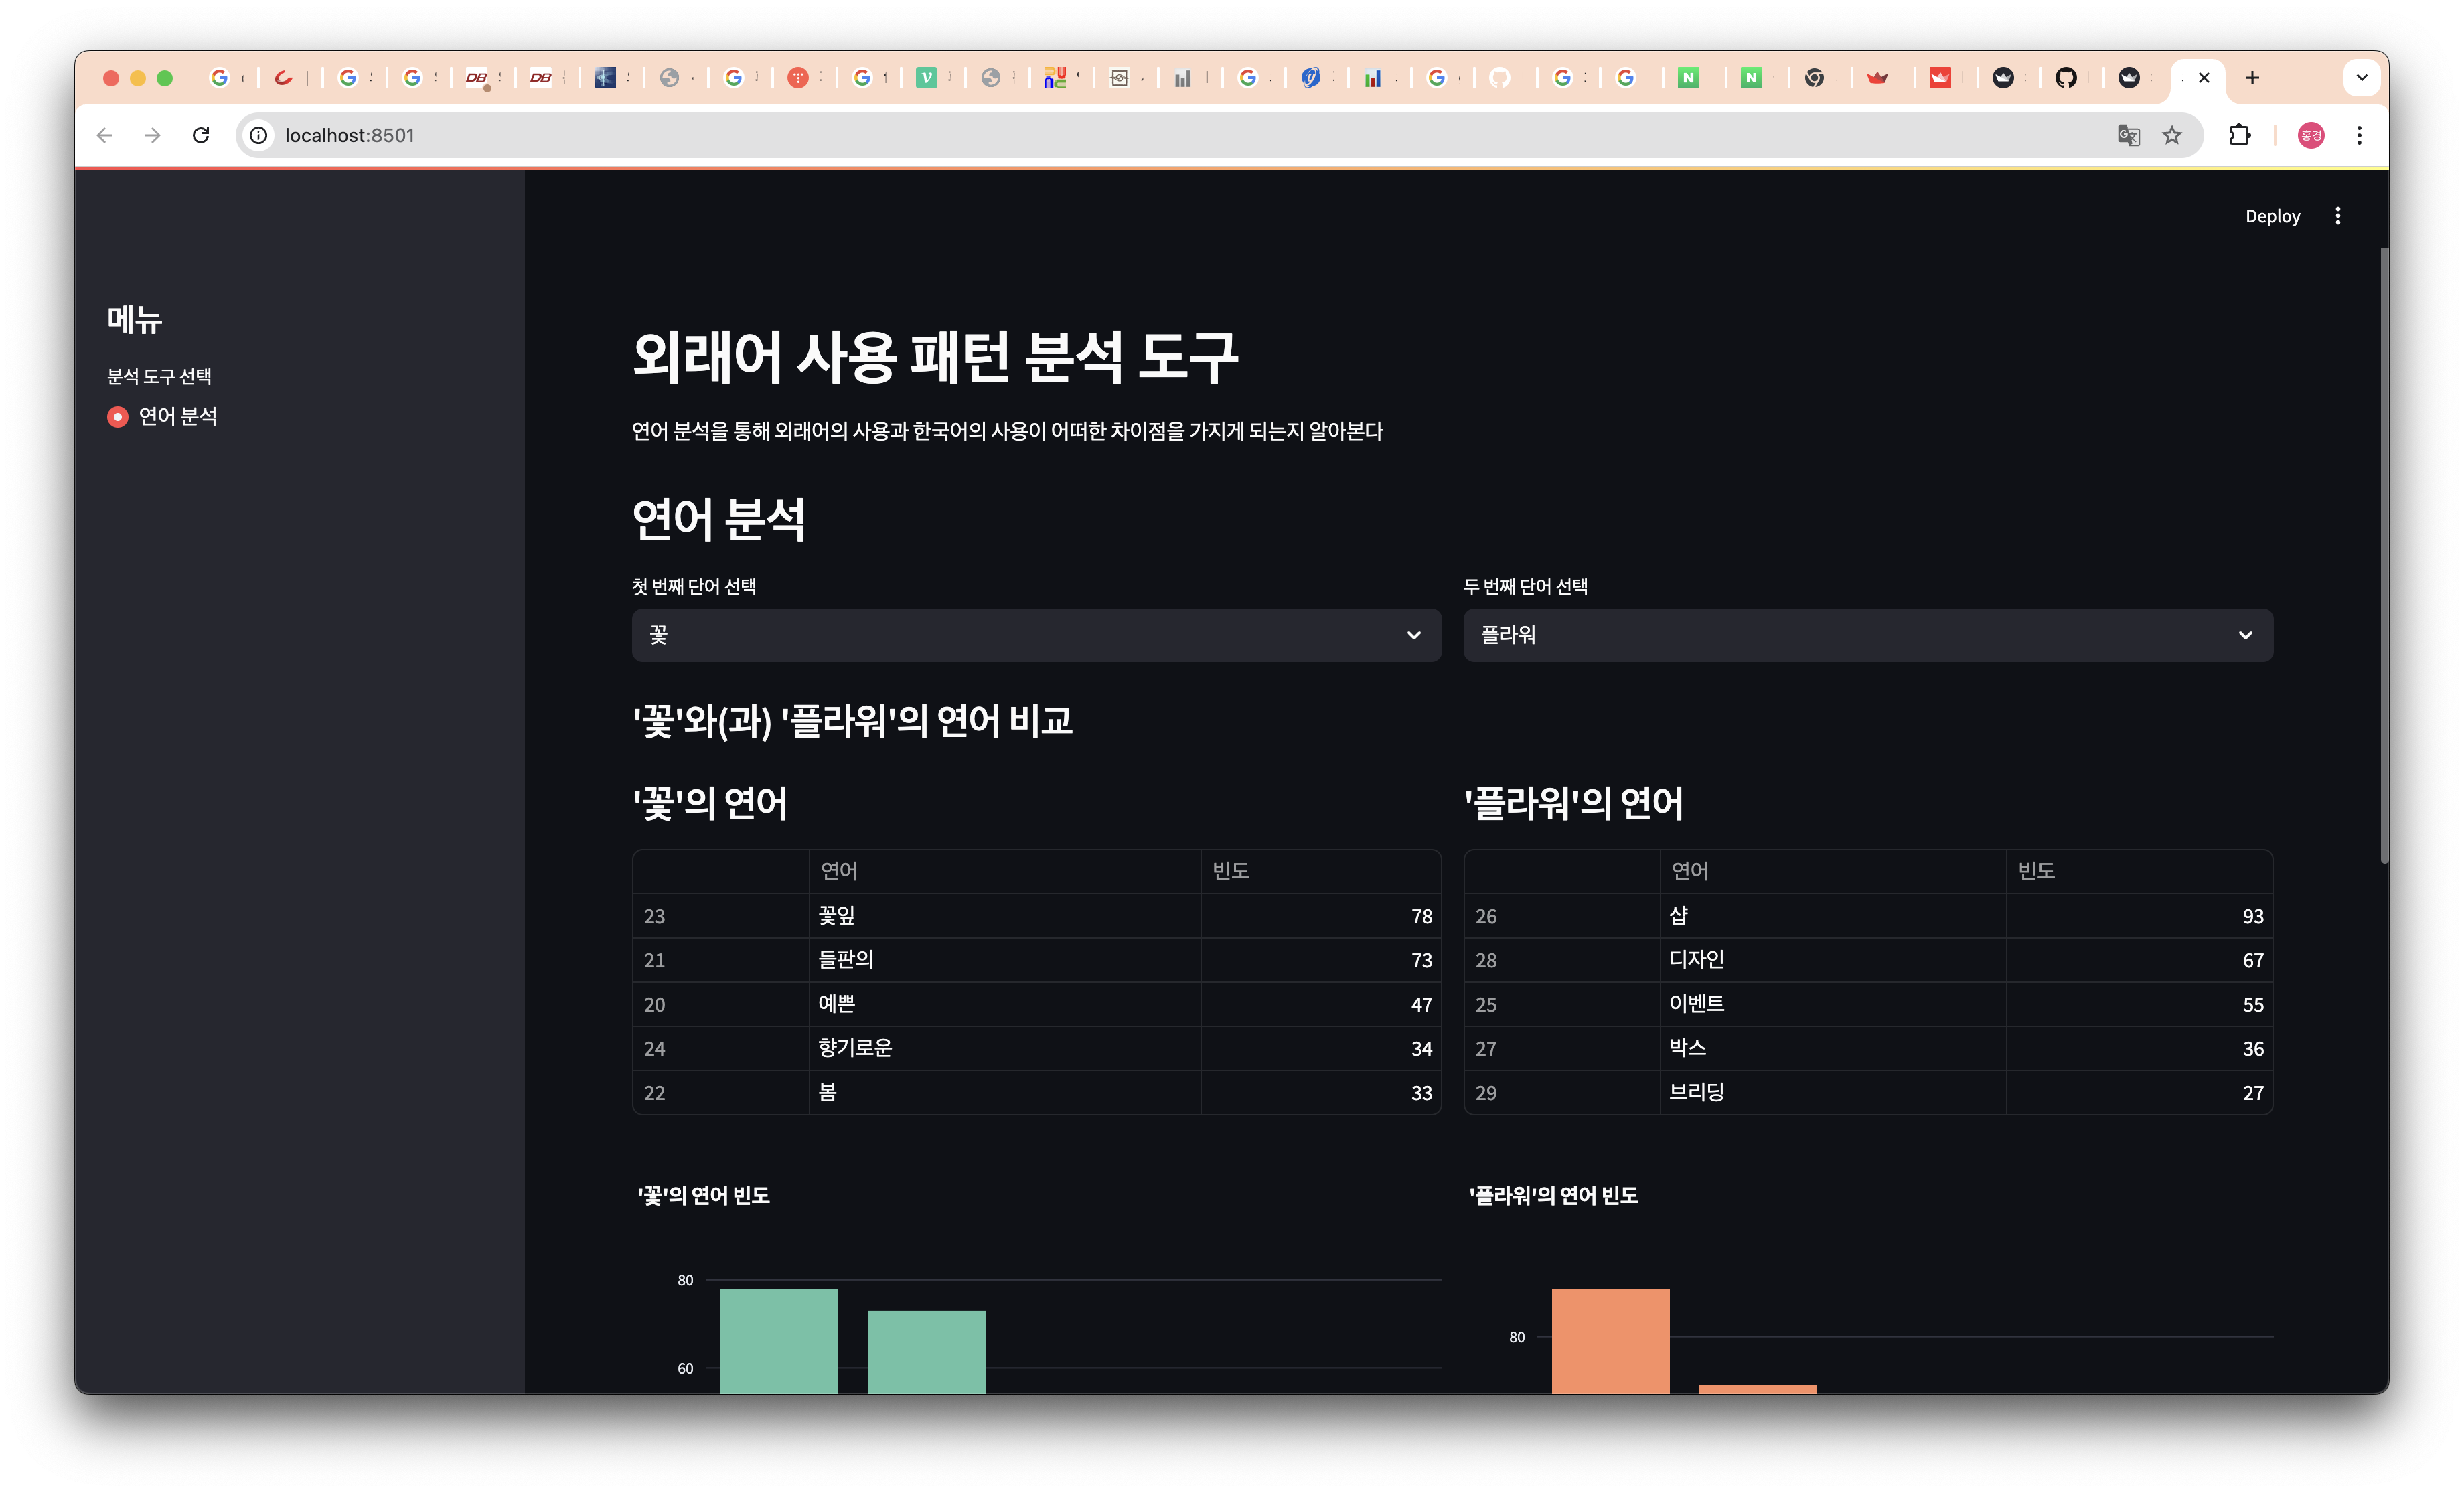 localhost:8501
홍경
Deploy
메뉴
분석 도구 선택
연어 분석
외래어 사용 패턴 분석 도구
연어 분석을 통해 외래어의 사용과 한국어의 사용이 어떠한 차이점을 가지게 되는지 알아본다
연어 분석
첫 번째 단어 선택
꽃
두 번째 단어 선택
플라워
'꽃'와(과) '플라워'의 연어 비교
'꽃'의 연어
연어 빈도
23 꽃잎 78
21 들판의 73
20 예쁜 47
24 향기로운 34
22 봄 33
'플라워'의 연어
연어 빈도
26 샵 93
28 디자인 67
25 이벤트 55
27 박스 36
29 브리딩 27
'꽃'의 연어 빈도
80
60
'플라워'의 연어 빈도
80